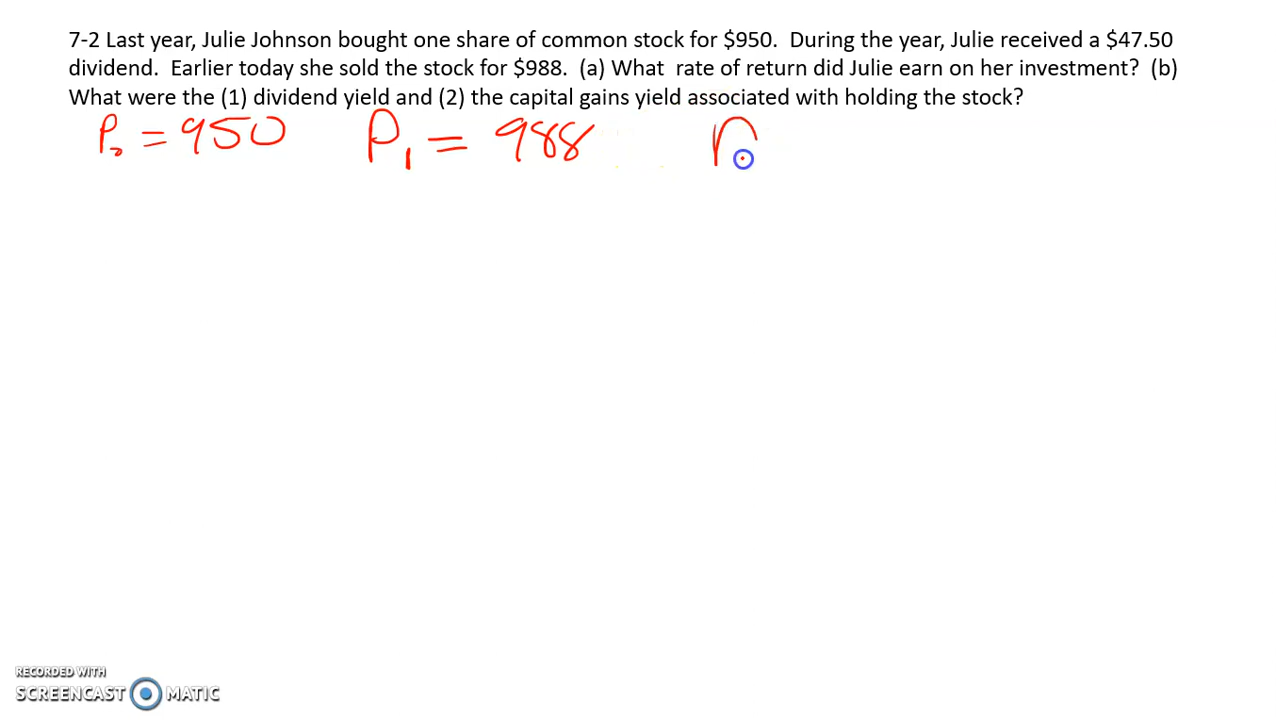 7-2 Last year, Julie Johnson bought one share of common stock for $950. During the year, Julie received a $47.50
dividend. Earlier today she sold the stock for $988. (a) What rate of return did Julie earn on her investment? (b)
What were the (1) dividend yield and (2) the capital gains yield associated with holding the stock?
P₀ = 950 P₁ = 988
RECORDED WITH
SCREENCAST MATIC